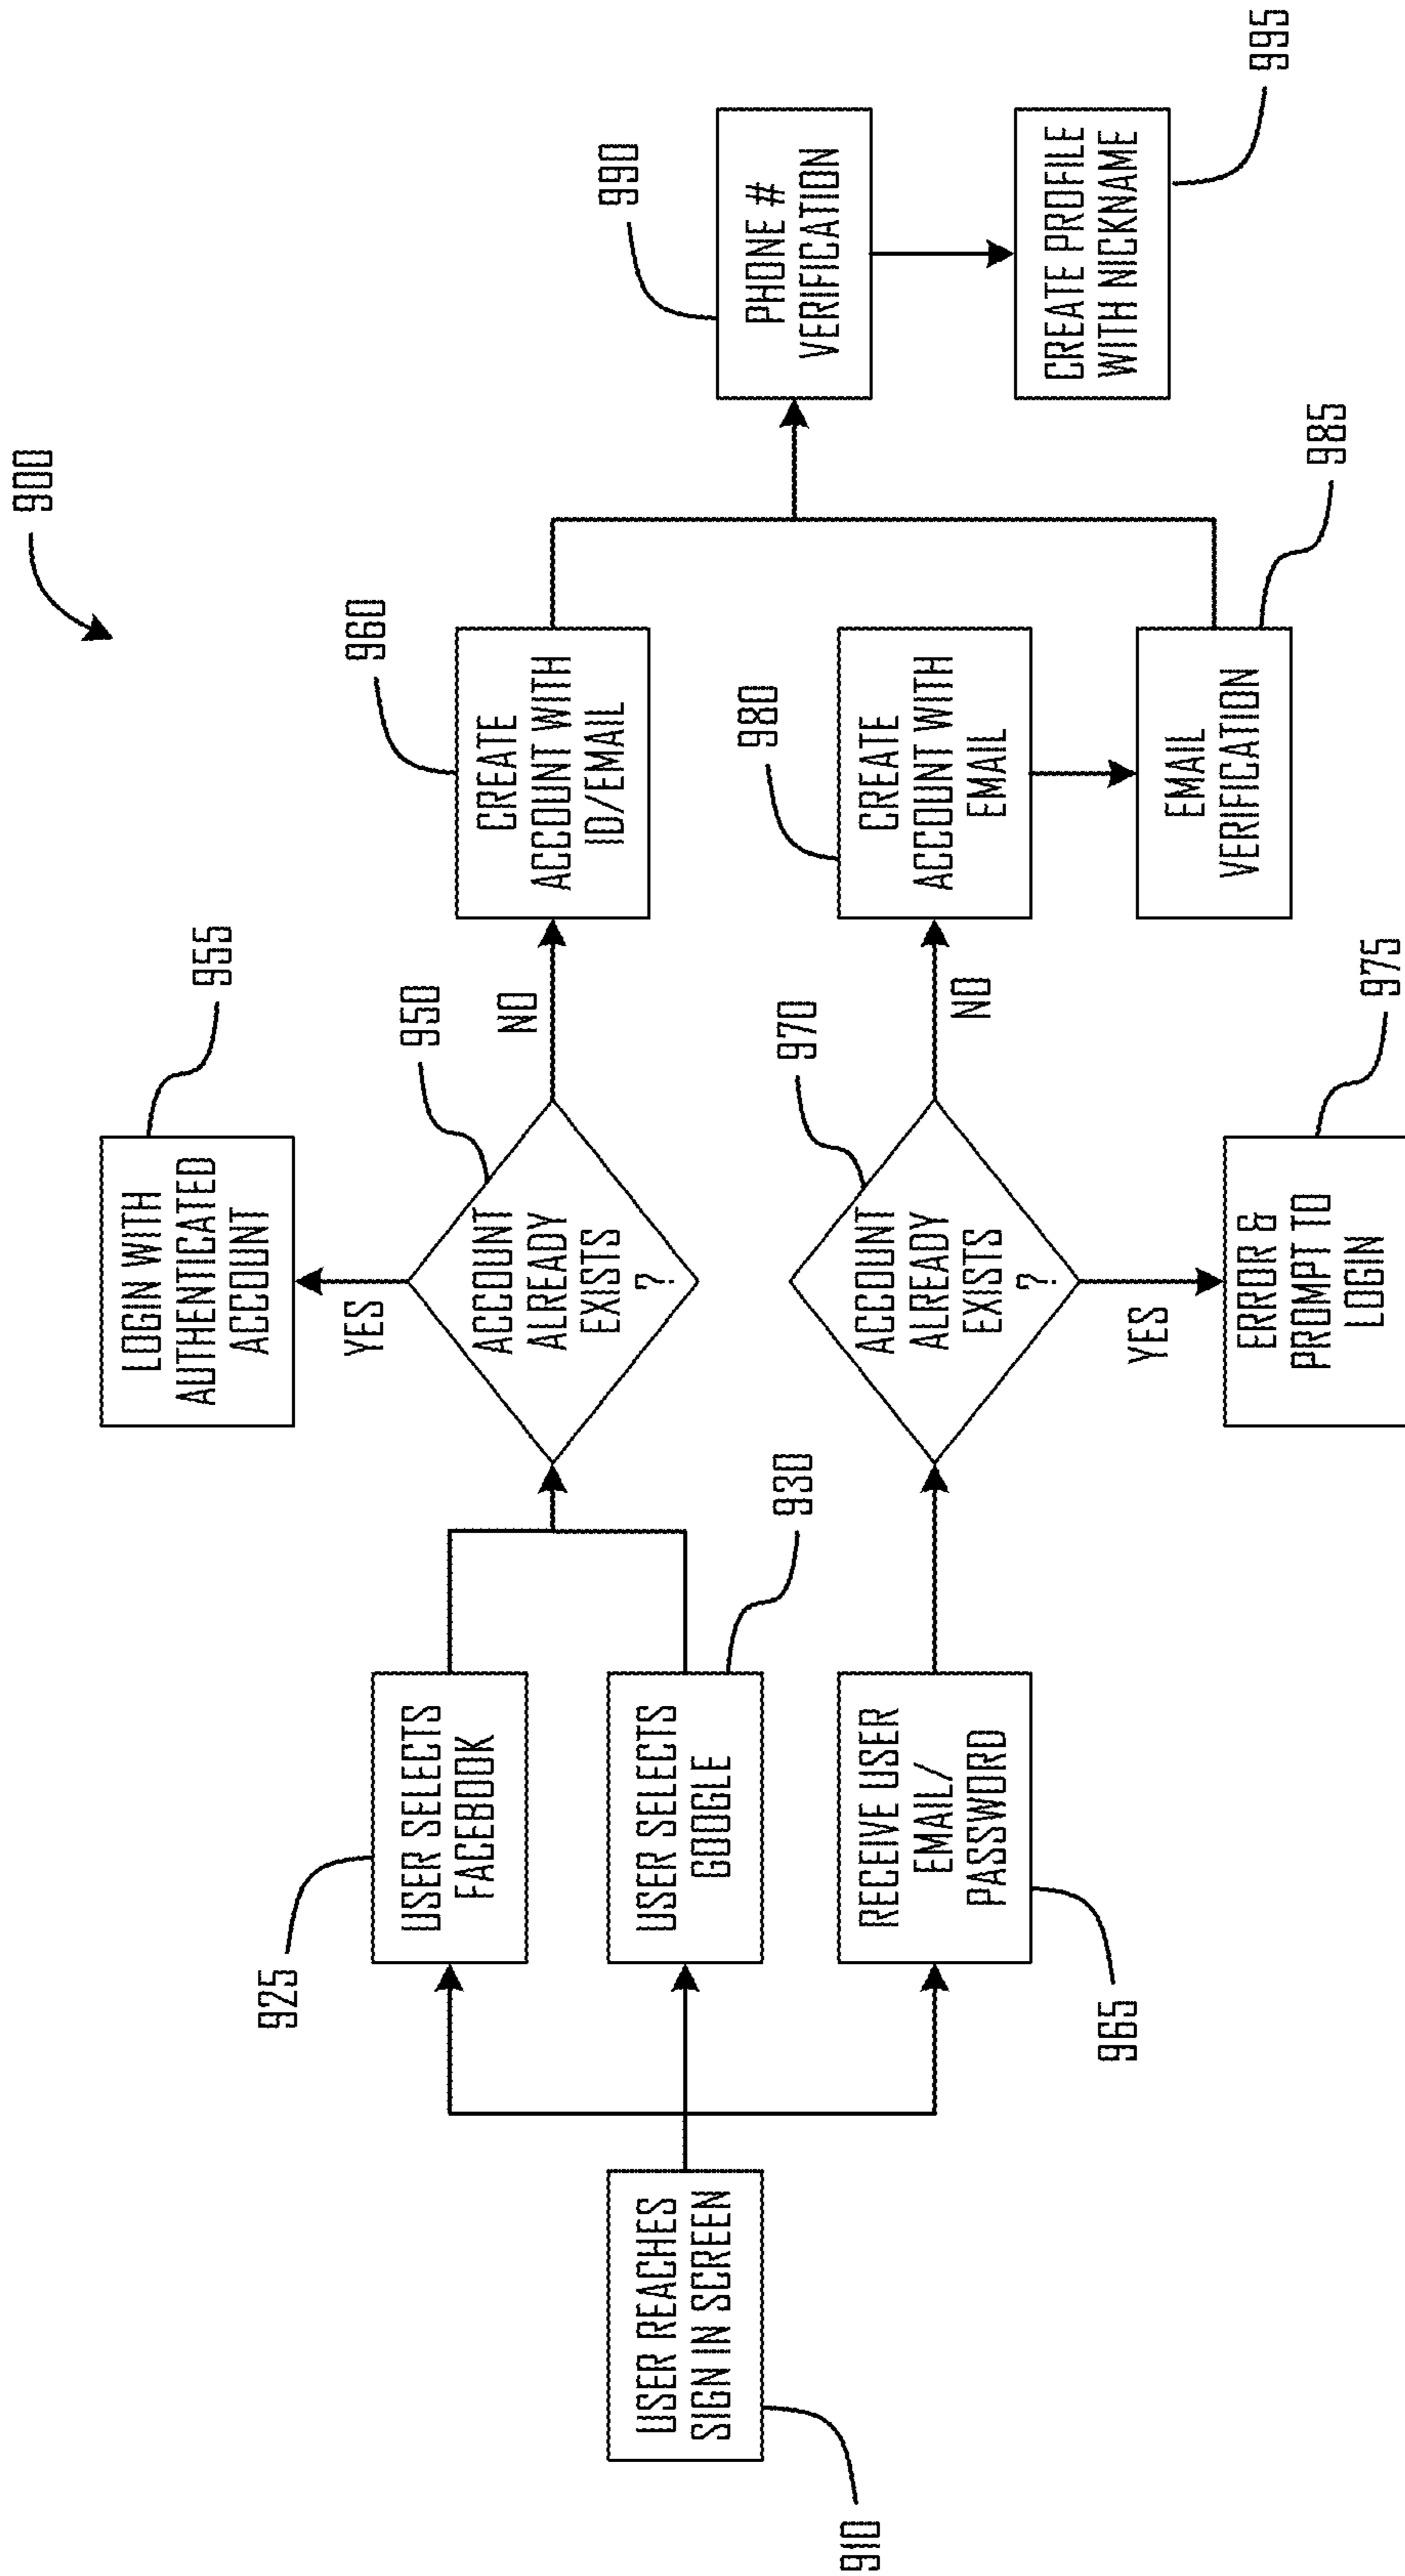 900
USER REACHES
SIGN IN SCREEN
910
925
USER SELECTS
FACEBOOK
USER SELECTS
GOOGLE
930
RECEIVE USER
EMAIL/
PASSWORD
965
LOGIN WITH
AUTHENTICATED
ACCOUNT
955
YES
ACCOUNT
ALREADY
EXISTS
?
950
NO
ACCOUNT
ALREADY
EXISTS
?
970
NO
YES
ERROR &
PROMPT TO
LOGIN
975
960
CREATE
ACCOUNT WITH
ID/EMAIL
980
CREATE
ACCOUNT WITH
EMAIL
EMAIL
VERIFICATION
985
990
PHONE #
VERIFICATION
CREATE PROFILE
WITH NICKNAME
995